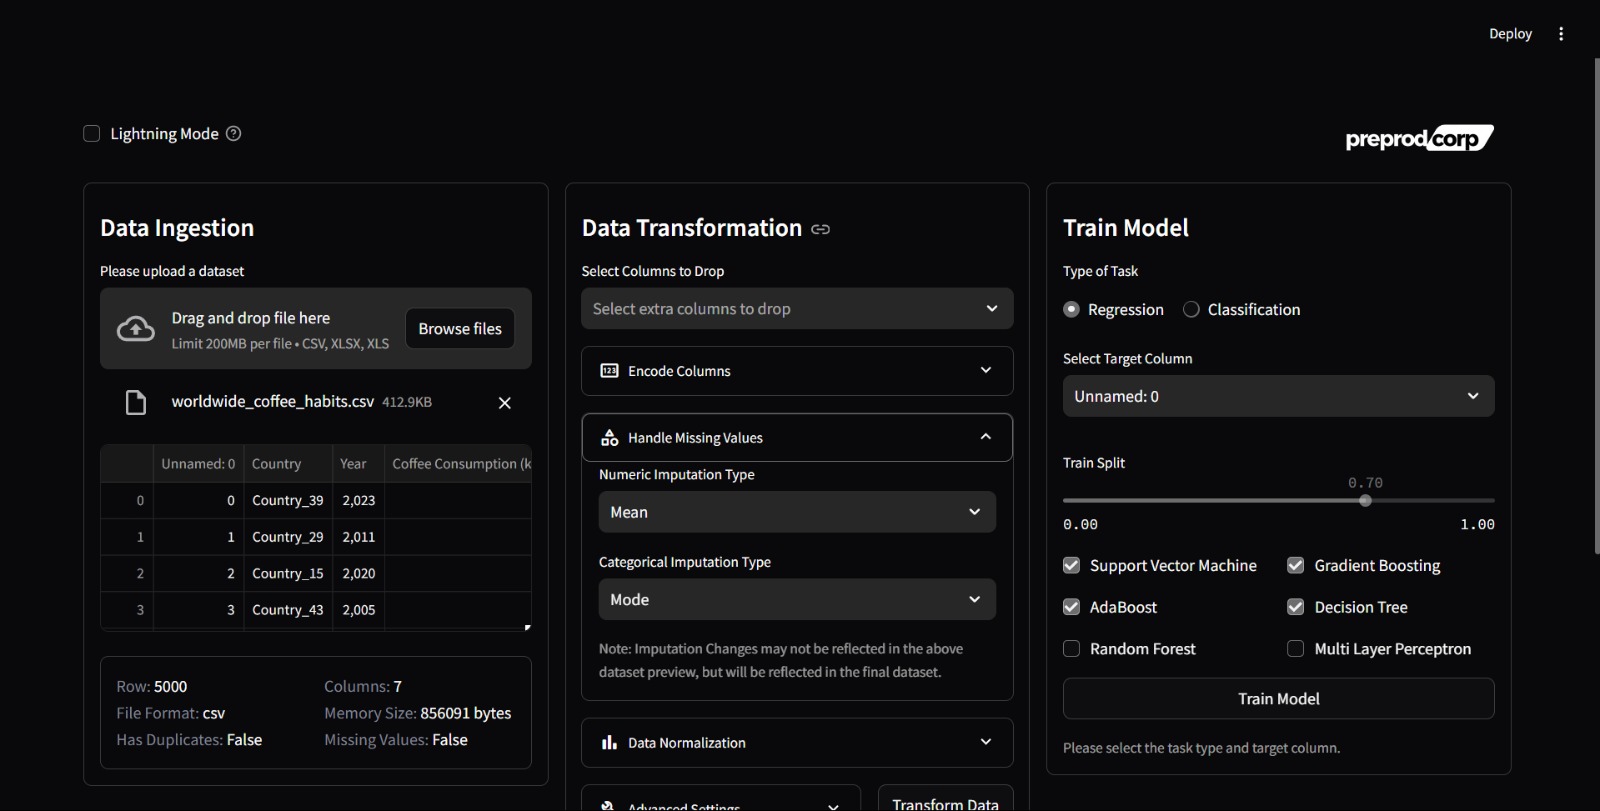 Deploy
Lightning Mode
preprod corp
Data Ingestion
Please upload a dataset
Drag and drop file here
Limit 200MB per file • CSV, XLSX, XLS
Browse files
worldwide_coffee_habits.csv 412.9KB
Unnamed: 0 Country Year Coffee Consumption (k
0 0 Country_39 2,023
1 1 Country_29 2,011
2 2 Country_15 2,020
3 3 Country_43 2,005
Row: 5000 Columns: 7
File Format: csv Memory Size: 856091 bytes
Has Duplicates: False Missing Values: False
Data Transformation
Select Columns to Drop
Select extra columns to drop
123 Encode Columns
Handle Missing Values
Numeric Imputation Type
Mean
Categorical Imputation Type
Mode
Note: Imputation Changes may not be reflected in the above
dataset preview, but will be reflected in the final dataset.
Data Normalization
Advanced Settings
Transform Data
Train Model
Type of Task
Regression Classification
Select Target Column
Unnamed: 0
Train Split
0.70
0.00 1.00
Support Vector Machine Gradient Boosting
AdaBoost Decision Tree
Random Forest Multi Layer Perceptron
Train Model
Please select the task type and target column.